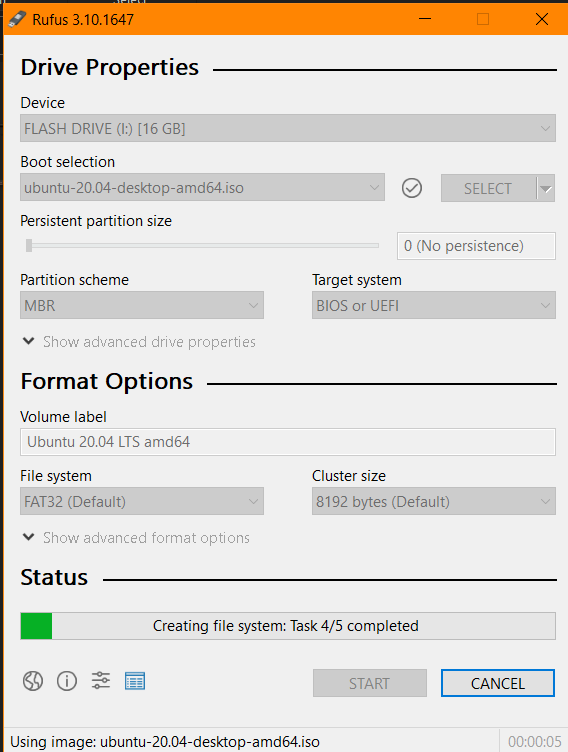 Rufus 3.10.1647
Drive Properties
Device
FLASH DRIVE (I:) [16 GB]
Boot selection
ubuntu-20.04-desktop-amd64.iso
SELECT
Persistent partition size
0 (No persistence)
Partition scheme
Target system
MBR
BIOS or UEFI
Show advanced drive properties
Format Options
Volume label
Ubuntu 20.04 LTS amd64
File system
Cluster size
FAT32 (Default)
8192 bytes (Default)
Show advanced format options
Status
Creating file system: Task 4/5 completed
START
CANCEL
Using image: ubuntu-20.04-desktop-amd64.iso
00:00:05